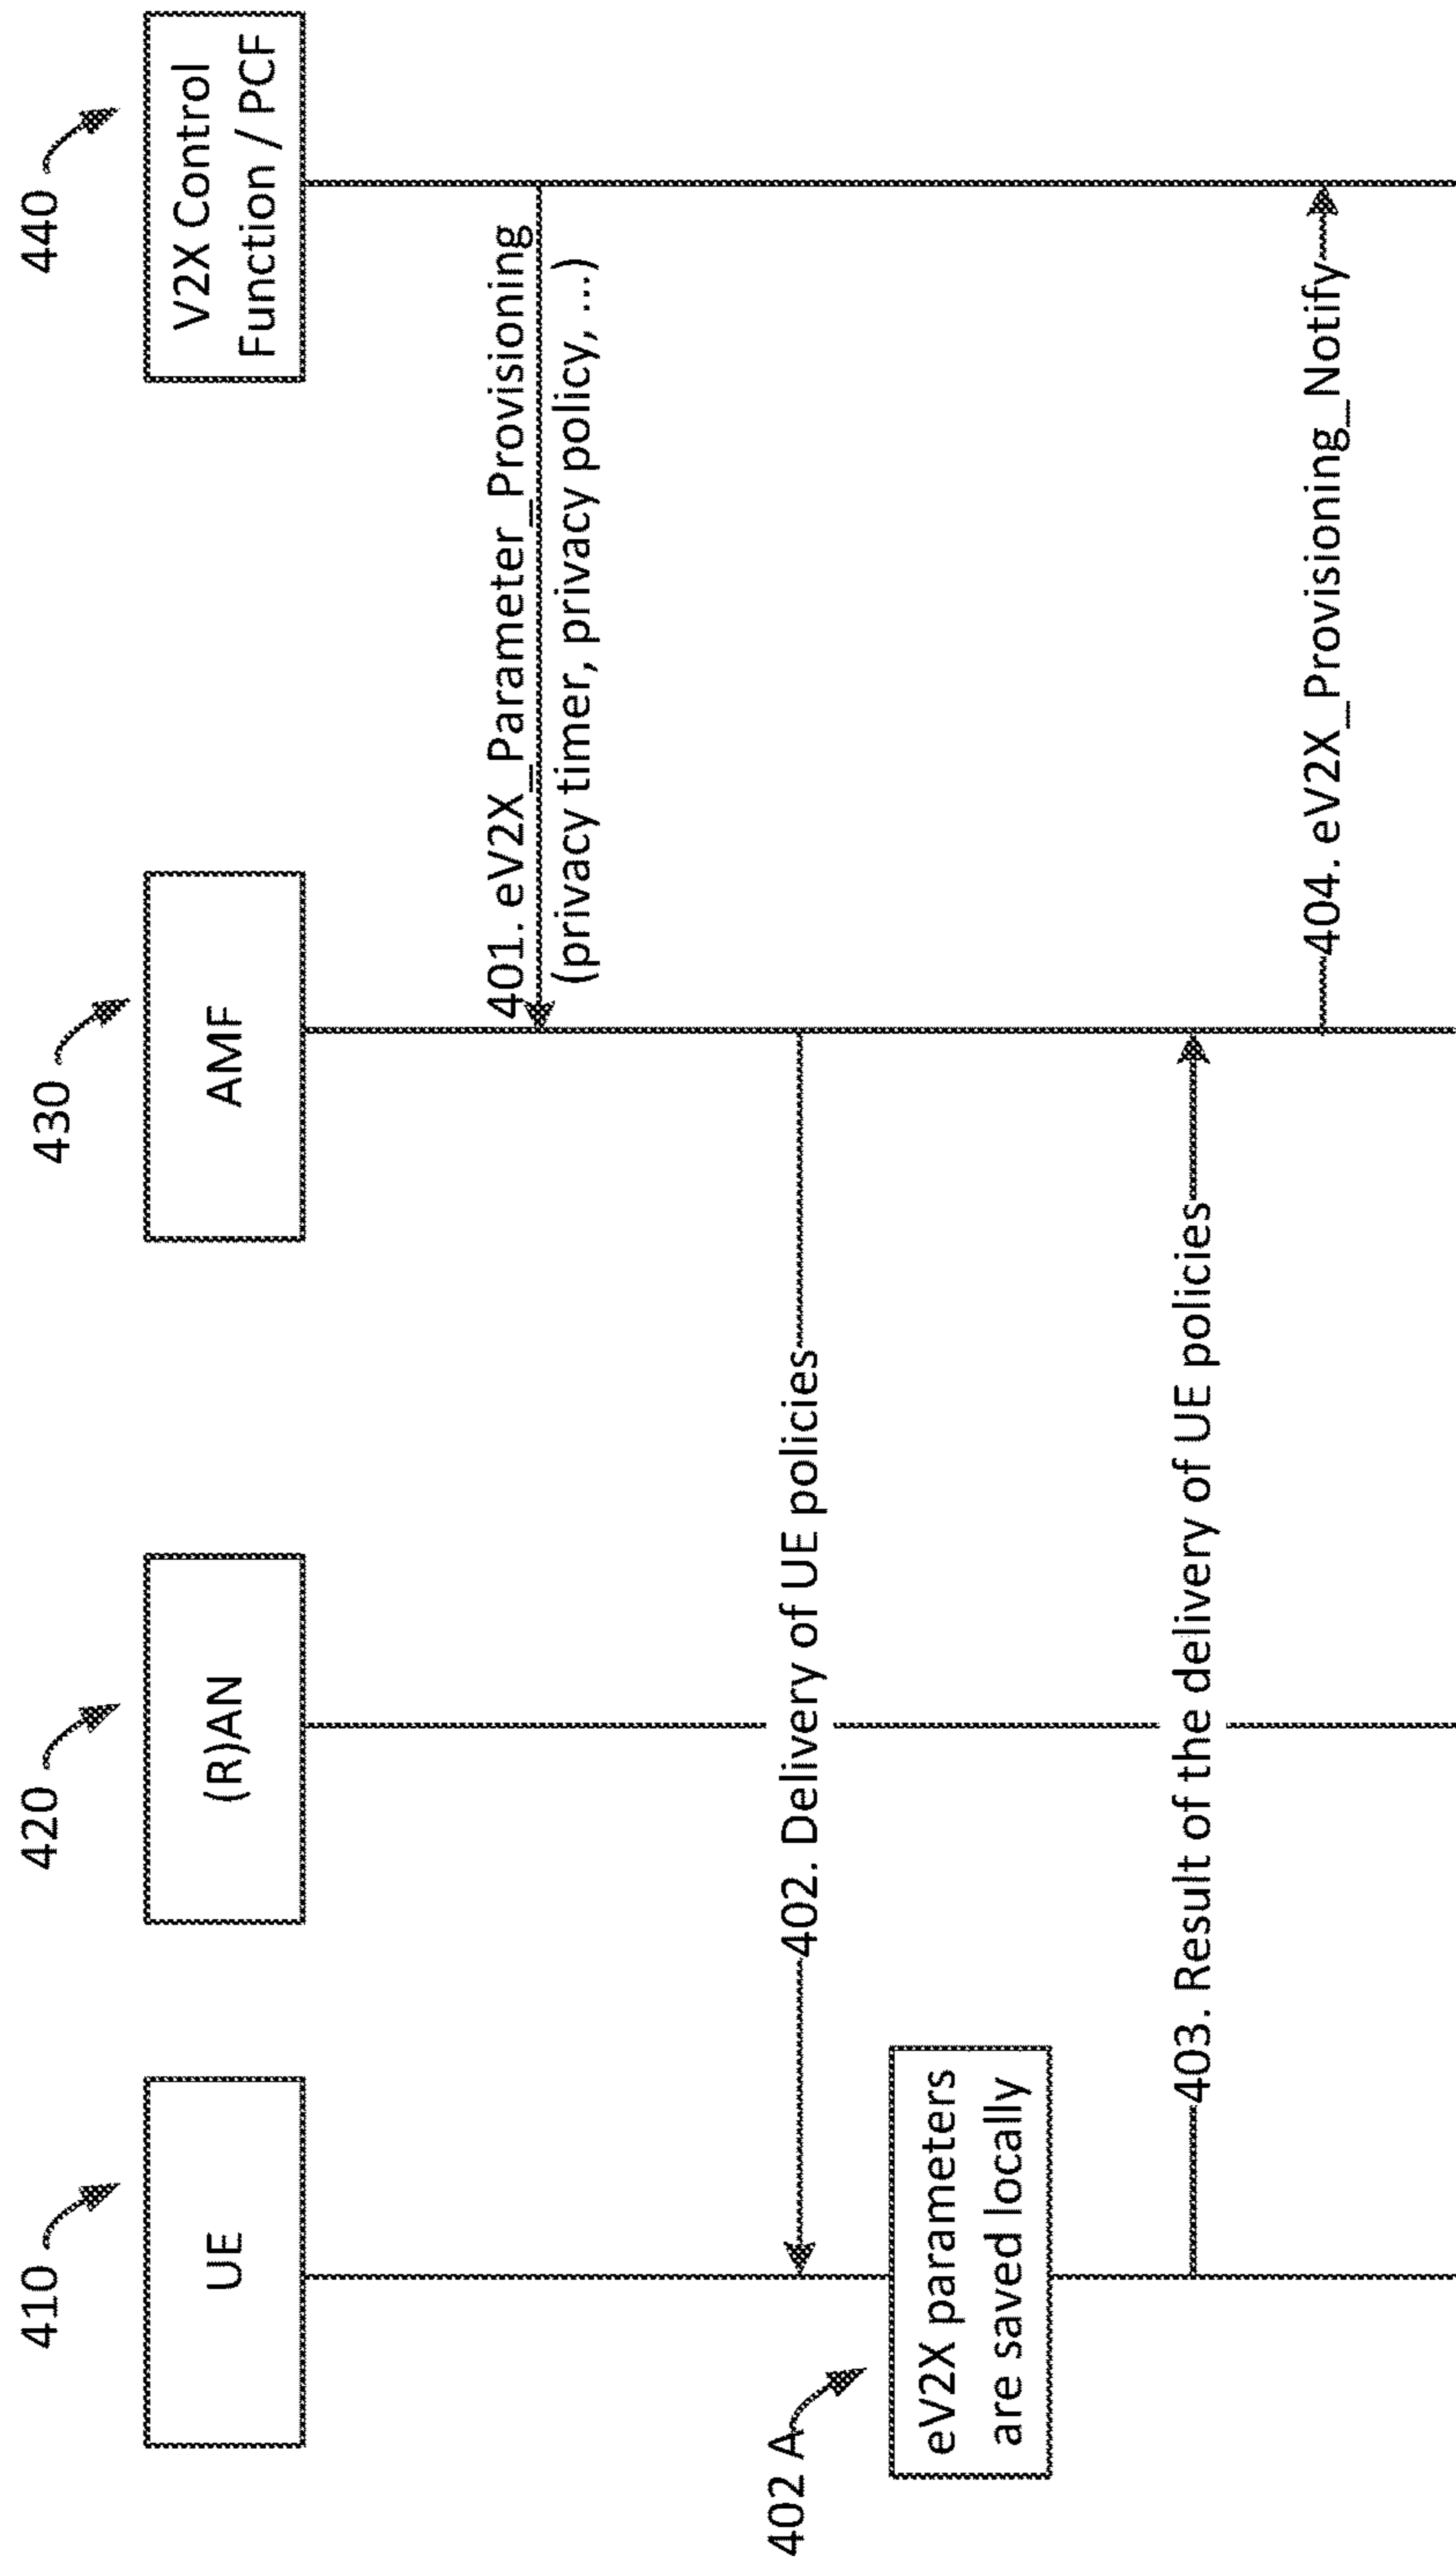 410
420
430
440
UE
(R)AN
AMF
V2X Control
Function / PCF
401. eV2X_Parameter_Provisioning
(privacy timer, privacy policy, ...)
402. Delivery of UE policies
402 A
eV2X parameters
are saved locally
403. Result of the delivery of UE policies
404. eV2X_Provisioning_Notify